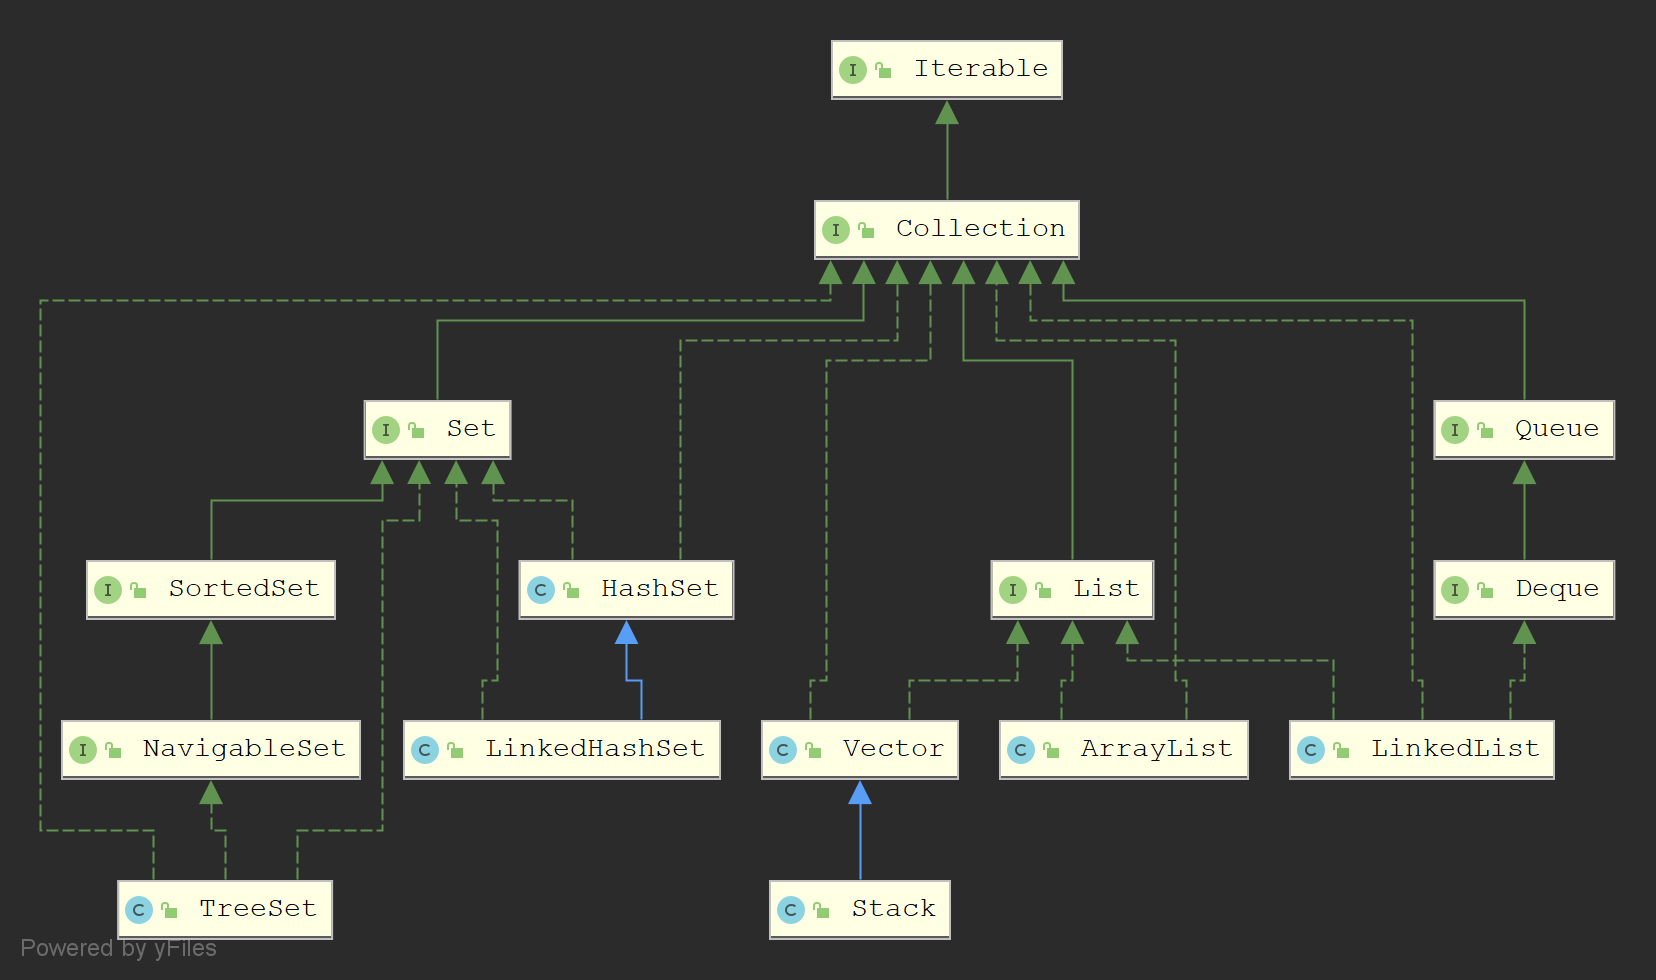 I Iterable
I Collection
I Set
I Queue
I SortedSet
C HashSet
I List
I Deque
I NavigableSet
C LinkedHashSet
C Vector
C ArrayList
C LinkedList
C TreeSet
C Stack
Powered by yFiles